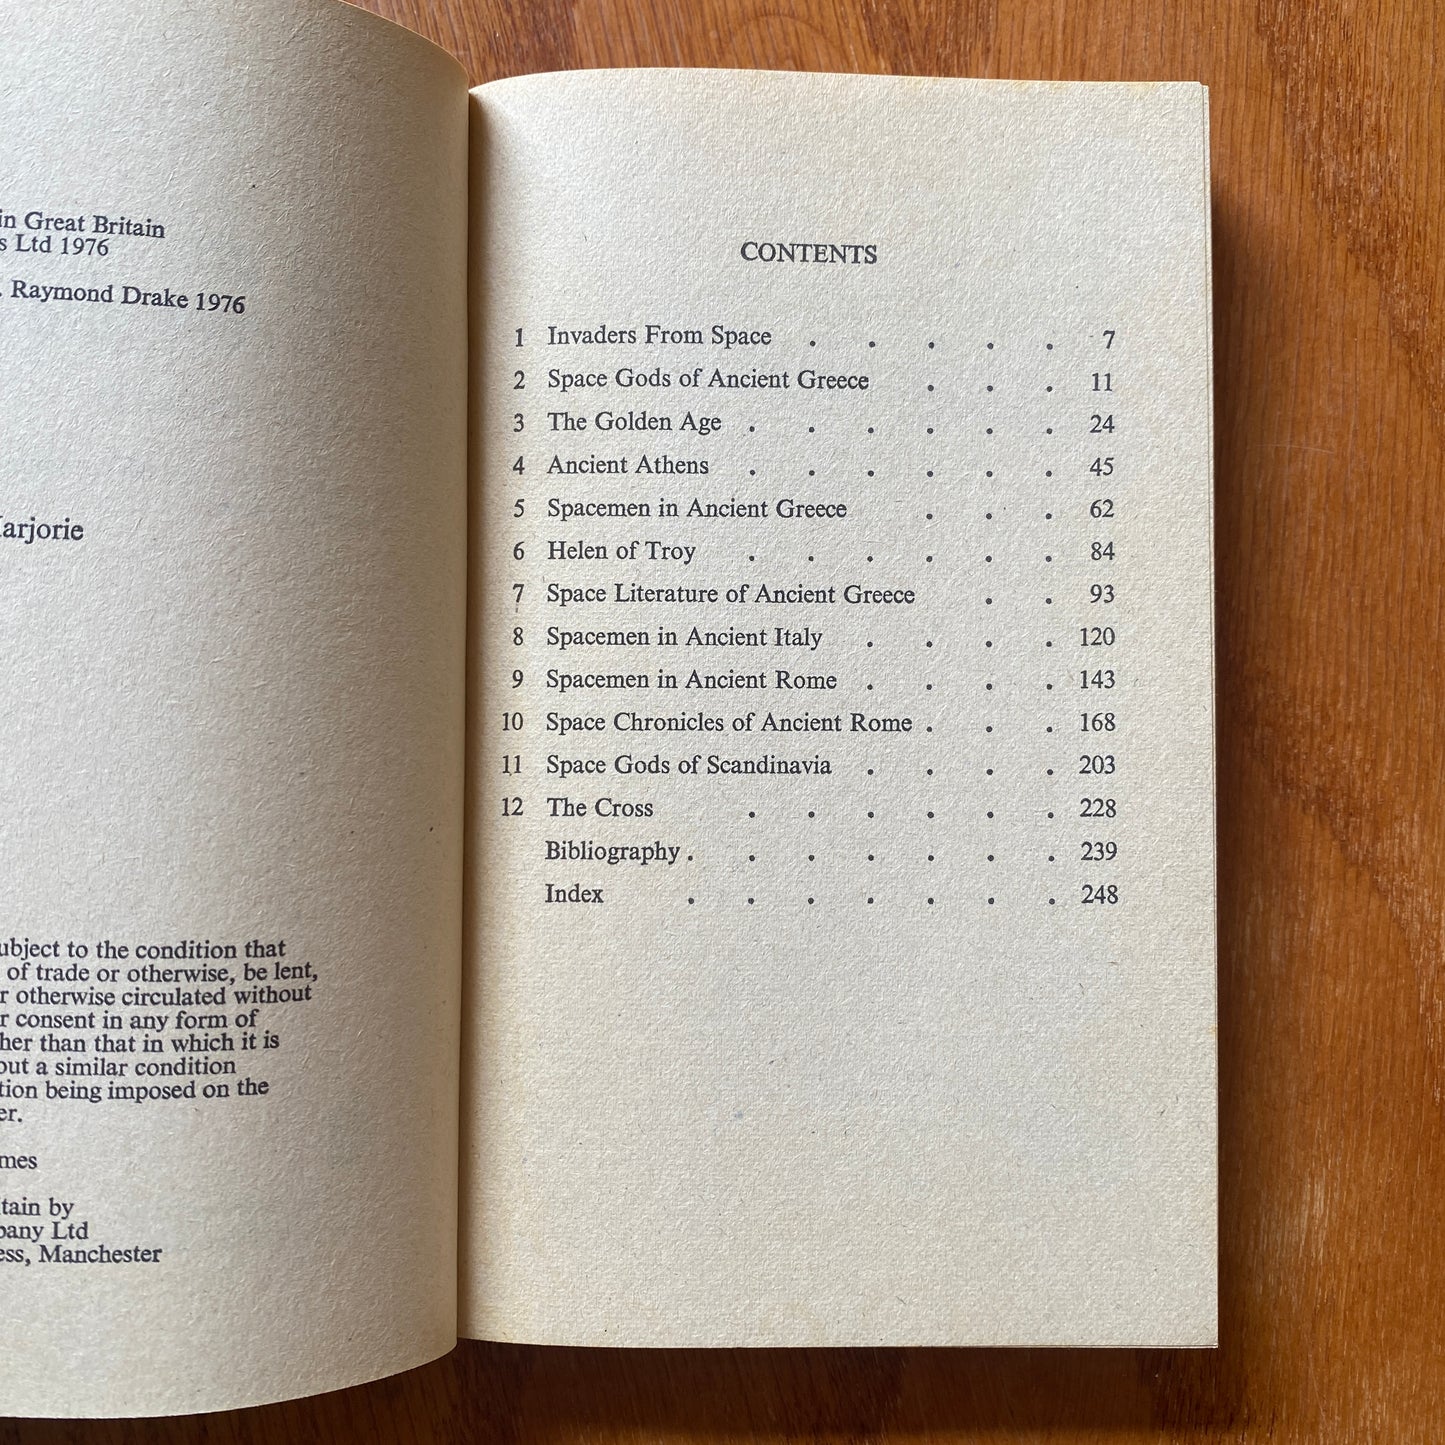 in Great Britain
s Ltd 1976
. Raymond Drake 1976
arjorie
ubject to the condition that
of trade or otherwise, be lent,
r otherwise circulated without
r consent in any form of
her than that in which it is
out a similar condition
tion being imposed on the
er.
mes
tain by
pany Ltd
ess, Manchester
CONTENTS
1 Invaders From Space . . . . . 7
2 Space Gods of Ancient Greece . . . 11
3 The Golden Age . . . . . . 24
4 Ancient Athens . . . . . . 45
5 Spacemen in Ancient Greece . . . 62
6 Helen of Troy . . . . . . 84
7 Space Literature of Ancient Greece . . 93
8 Spacemen in Ancient Italy . . . . 120
9 Spacemen in Ancient Rome . . . . 143
10 Space Chronicles of Ancient Rome . . . 168
11 Space Gods of Scandinavia . . . . 203
12 The Cross . . . . . . 228
Bibliography . . . . . . . 239
Index . . . . . . . 248